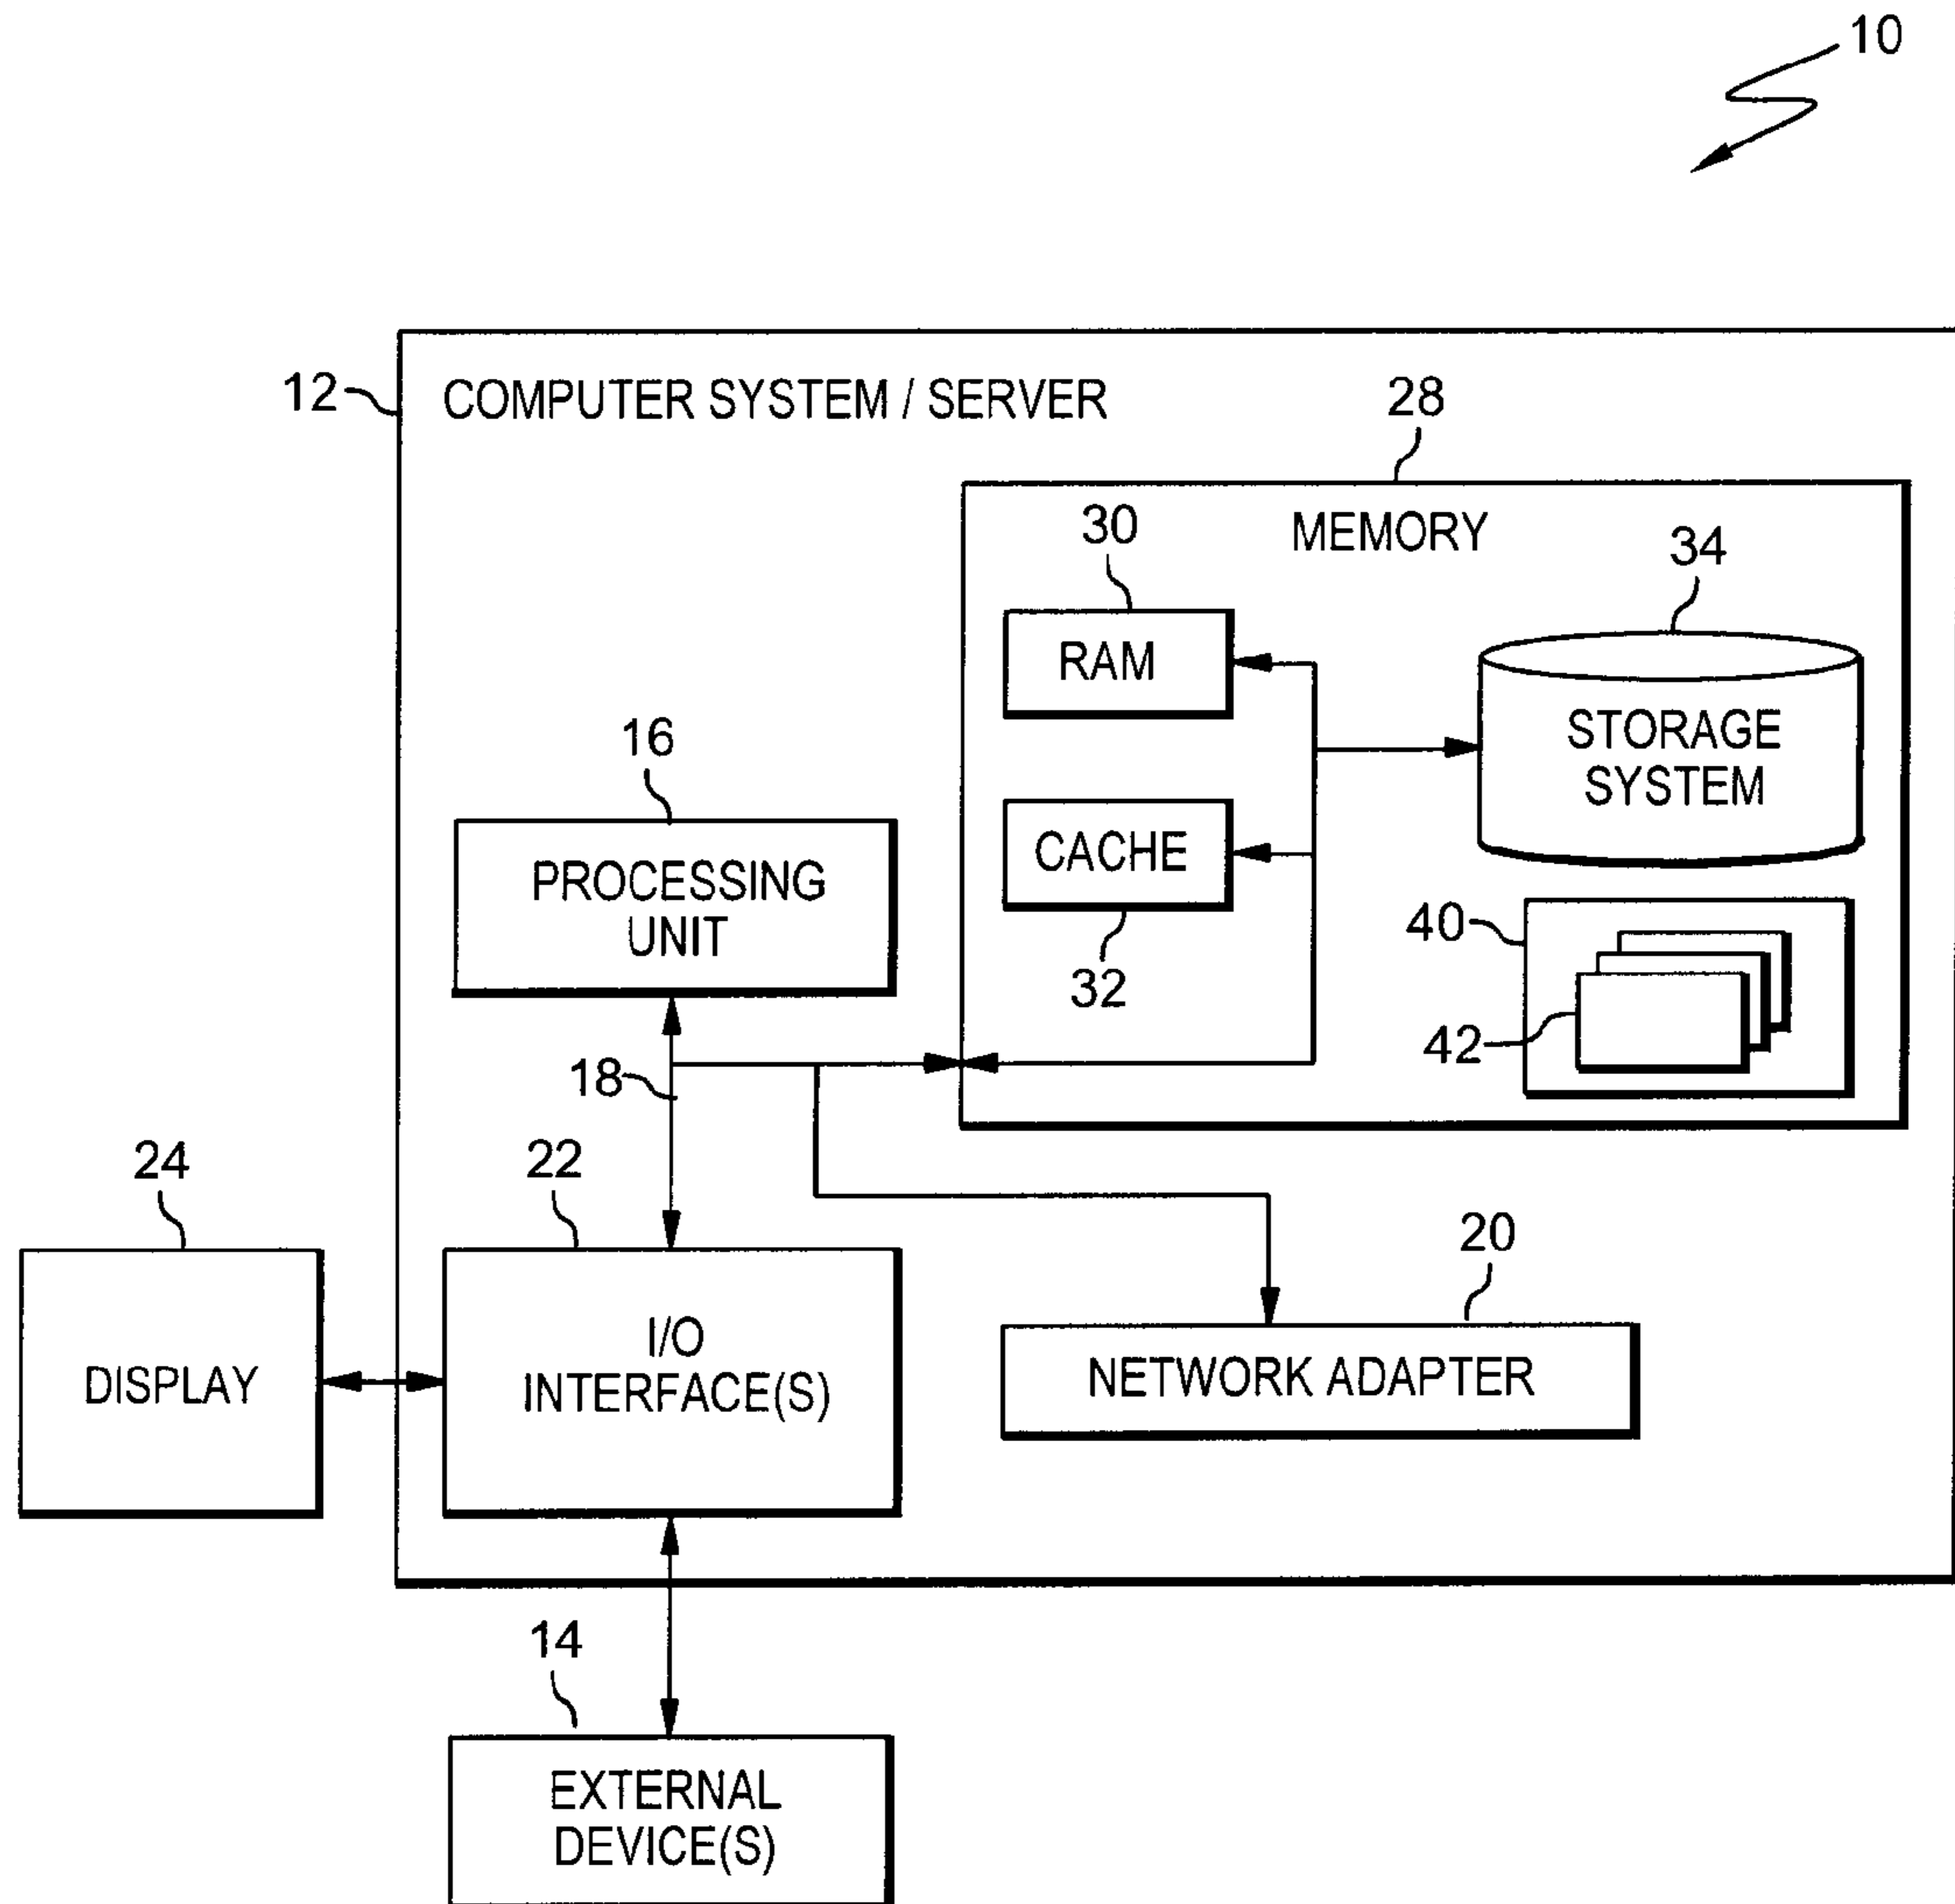 10
12
COMPUTER SYSTEM / SERVER
28
MEMORY
30
RAM
34
STORAGE
SYSTEM
16
PROCESSING
UNIT
CACHE
32
40
42
18
24
DISPLAY
22
I/O
INTERFACE(S)
20
NETWORK ADAPTER
14
EXTERNAL
DEVICE(S)